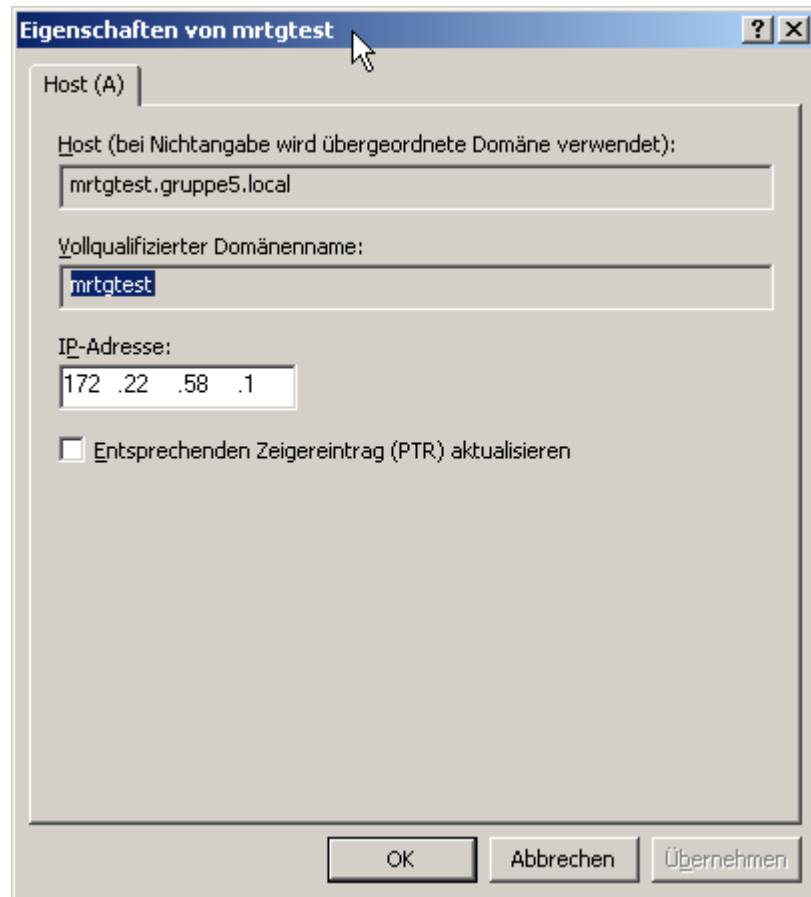 Eigenschaften von mrtgtest
Host (A)
Host (bei Nichtangabe wird übergeordnete Domäne verwendet):
mrtgtest.gruppe5.local
Vollqualifizierter Domänenname:
mrtgtest
IP-Adresse:
172 .22 .58 .1
Entsprechenden Zeigereintrag (PTR) aktualisieren
OK Abbrechen Übernehmen